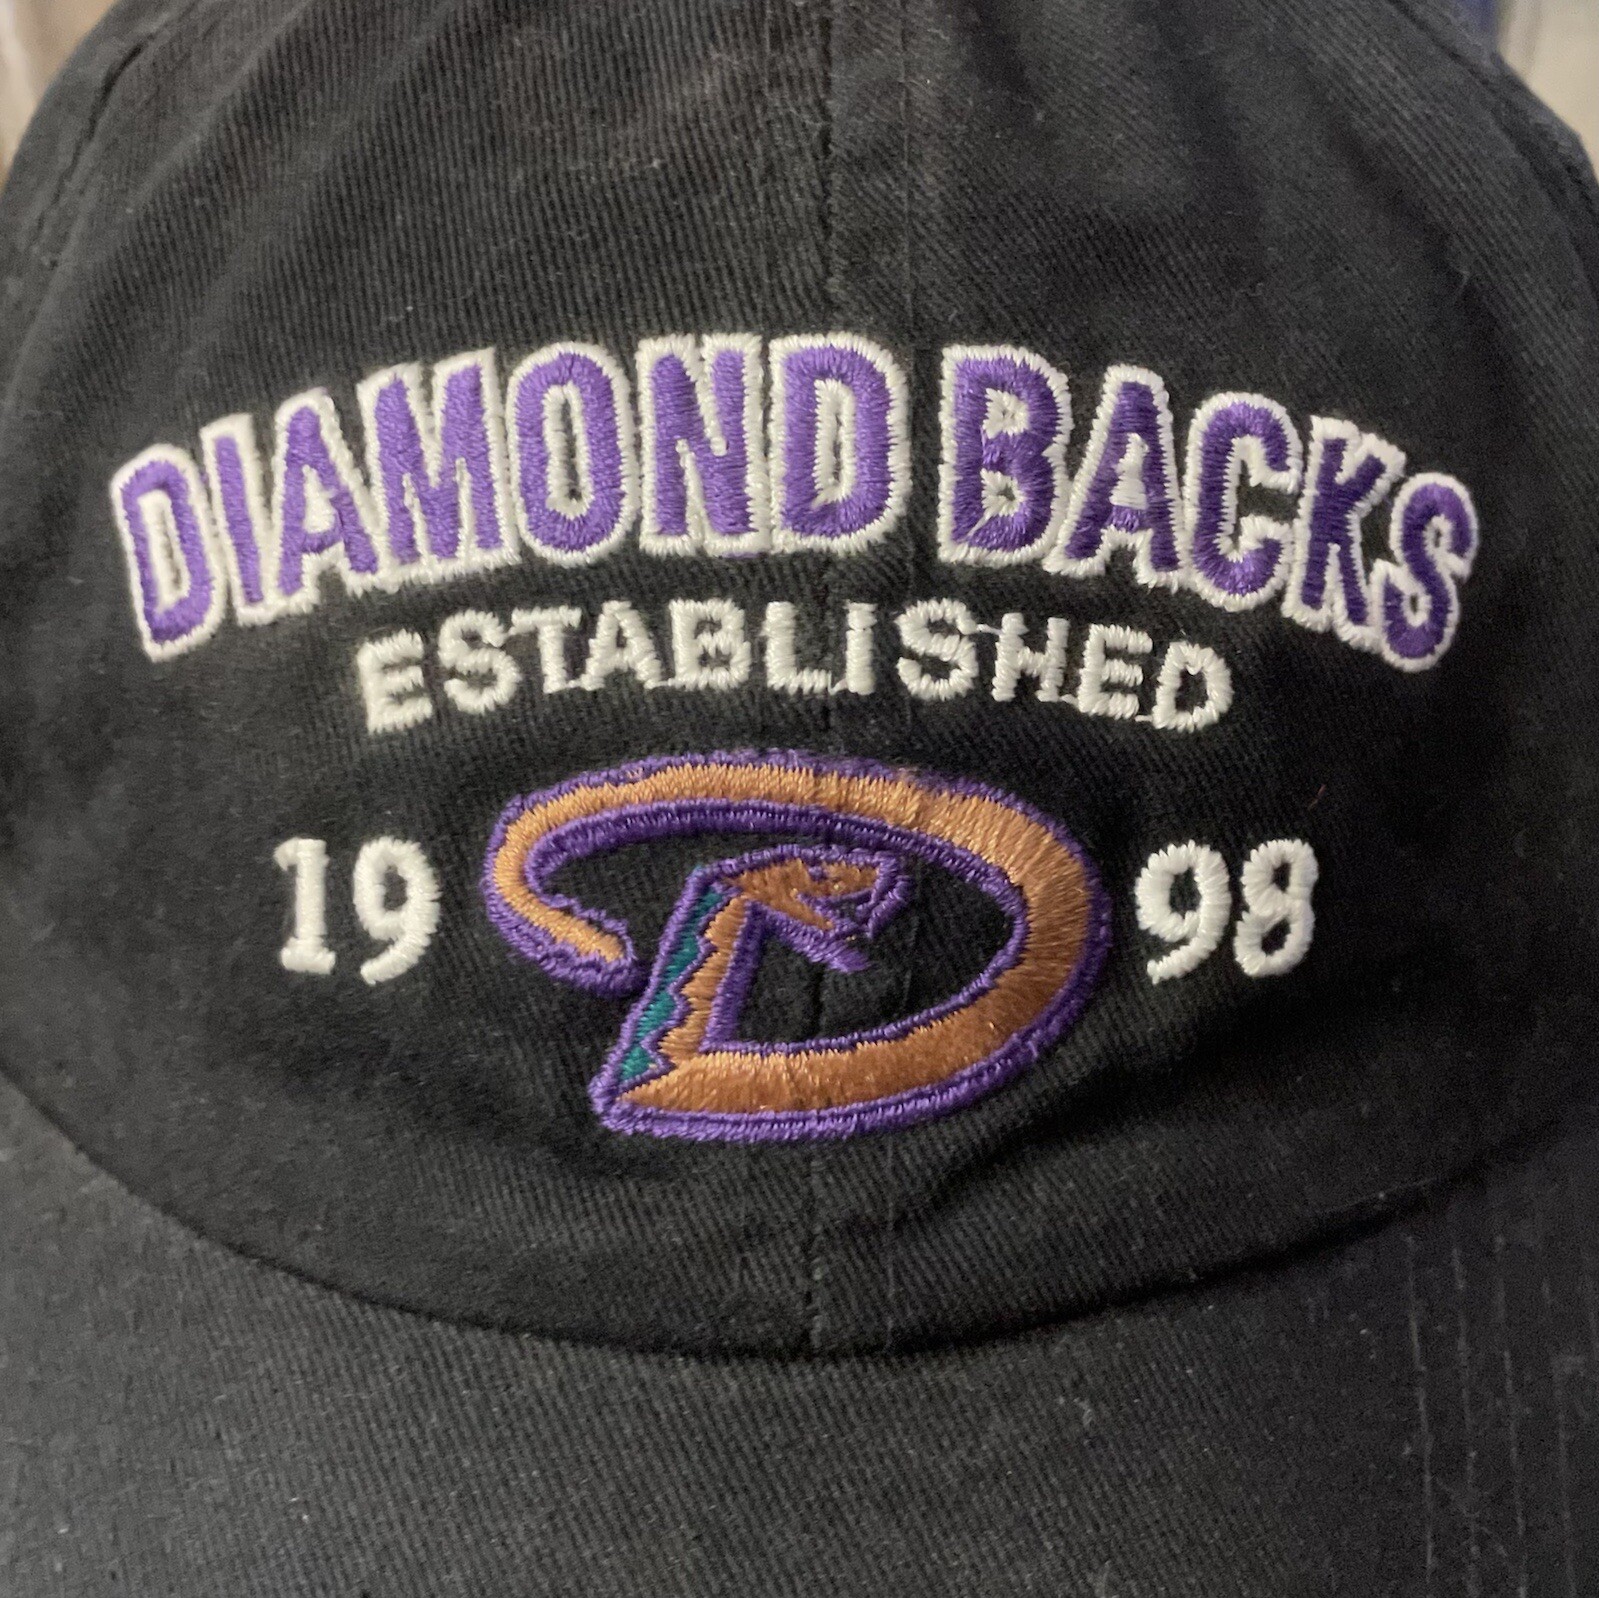 DIAMOND BACKS
ESTABLISHED
19 D 98